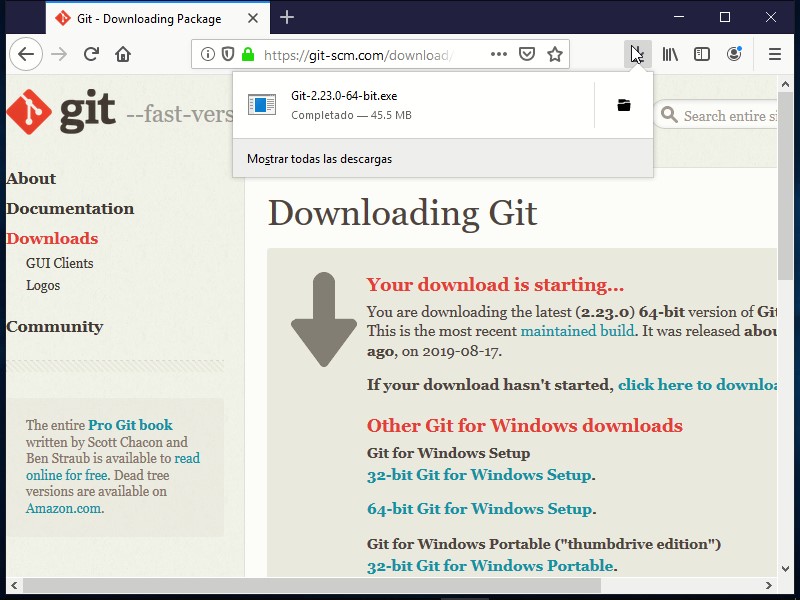 Git - Downloading Package
https://git-scm.com/download/
Git-2.23.0-64-bit.exe
Completado — 45.5 MB
Mostrar todas las descargas
git --fast-vers
Search entire si
About
Documentation
Downloads
GUI Clients
Logos
Community
The entire Pro Git book
written by Scott Chacon and
Ben Straub is available to read
online for free. Dead tree
versions are available on
Amazon.com.
Downloading Git
Your download is starting...
You are downloading the latest (2.23.0) 64-bit version of Git
This is the most recent maintained build. It was released abou
ago, on 2019-08-17.
If your download hasn't started, click here to downloa
Other Git for Windows downloads
Git for Windows Setup
32-bit Git for Windows Setup.
64-bit Git for Windows Setup.
Git for Windows Portable ("thumbdrive edition")
32-bit Git for Windows Portable.